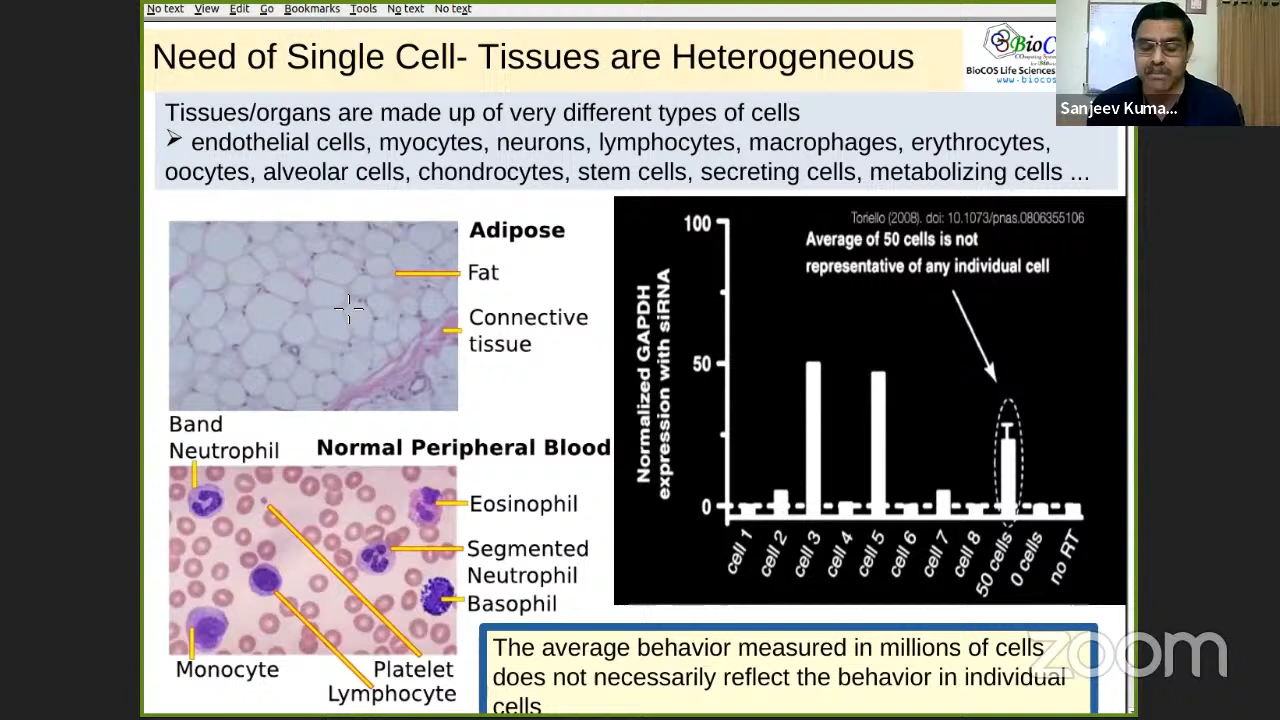 No text View Edit Go Bookmarks Tools No text No text
Need of Single Cell- Tissues are Heterogeneous
BioC
BioCOS Life Sciences
www.biocos
Sanjeev Kuma...
Tissues/organs are made up of very different types of cells
➢ endothelial cells, myocytes, neurons, lymphocytes, macrophages, erythrocytes,
oocytes, alveolar cells, chondrocytes, stem cells, secreting cells, metabolizing cells ...
Adipose
Fat
Connective
tissue
Band
Neutrophil
Normal Peripheral Blood
Eosinophil
Segmented
Neutrophil
Basophil
Monocyte
Platelet
Lymphocyte
Toriello (2008). doi: 10.1073/pnas.0806355106
Average of 50 cells is not
representative of any individual cell
Normalized GAPDH
expression with siRNA
100
50
0
cell 1
cell 2
cell 3
cell 4
cell 5
cell 6
cell 7
cell 8
50 cells
0 cells
no RT
The average behavior measured in millions of cells
does not necessarily reflect the behavior in individual
cells
zoom